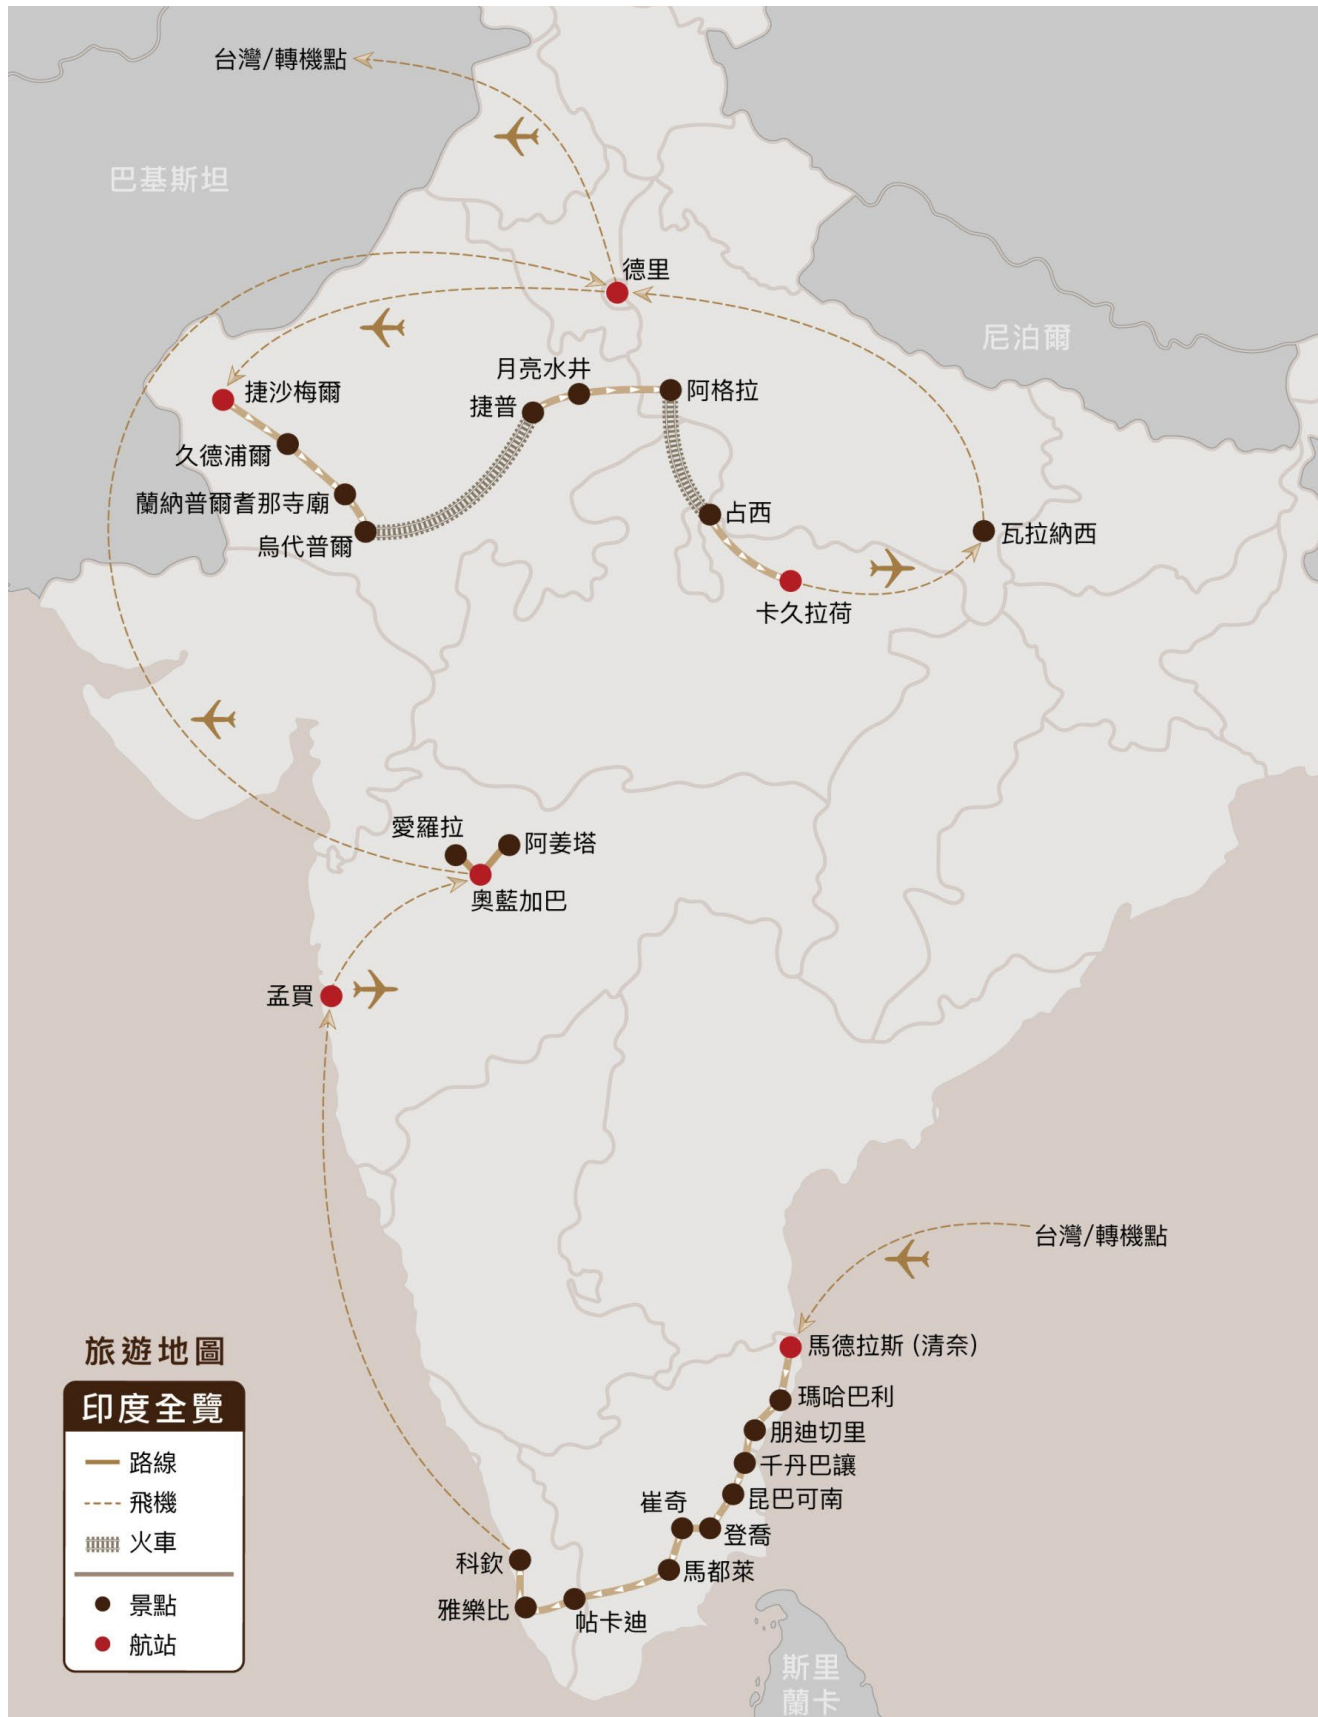 台灣/轉機點
巴基斯坦
德里
尼泊爾
月亮水井
捷沙梅爾
阿格拉
捷普
久德浦爾
蘭納普爾耆那寺廟
占西
烏代普爾
瓦拉納西
卡久拉荷
愛羅拉
阿姜塔
奧藍加巴
孟買
台灣/轉機點
馬德拉斯 (清奈)
瑪哈巴利
朋迪切里
千丹巴讓
昆巴可南
崔奇
登喬
科欽
馬都萊
雅樂比
帖卡迪
斯里
蘭卡
旅遊地圖
印度全覽
路線
飛機
火車
景點
航站